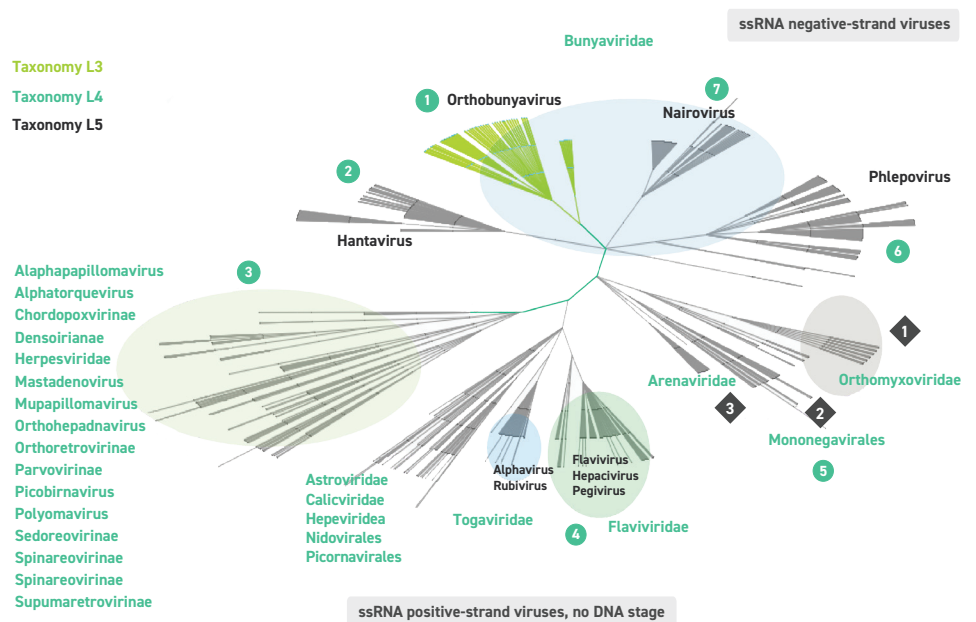 ssRNA negative-strand viruses
Bunyaviridae
Taxonomy L3
Taxonomy L4
Taxonomy L5
1
Orthobunyavirus
7
Nairovirus
2
Hantavirus
Phlepovirus
6
3
Alaphapapillomavirus
Alphatorquevirus
Chordopoxvirinae
Densoirianae
Herpesviridae
Mastadenovirus
Mupapillomavirus
Orthohepadnavirus
Orthoretrovirinae
Parvovirinae
Picobirnavirus
Polyomavirus
Sedoreovirinae
Spinareovirinae
Spinareovirinae
Supumaretrovirinae
1
Orthomyxoviridae
Arenaviridae
3
2
Mononegavirales
5
Astroviridae
Calicviridae
Hepeviridea
Nidovirales
Picornavirales
Alphavirus
Rubivirus
Togaviridae
Flavivirus
Hepacivirus
Pegivirus
4
Flaviviridae
ssRNA positive-strand viruses, no DNA stage